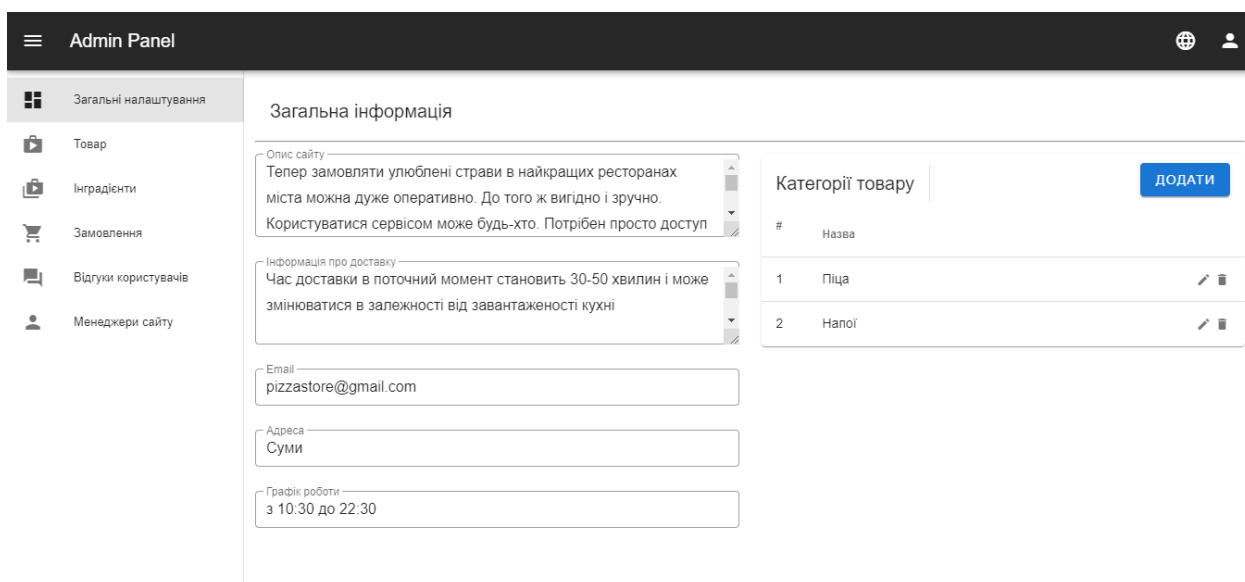 Admin Panel
Загальні налаштування
Товар
Інградієнти
Замовлення
Відгуки користувачів
Менеджери сайту
Загальна інформація
Опис сайту
Тепер замовляти улюблені страви в найкращих ресторанах
міста можна дуже оперативно. До того ж вигідно і зручно.
Користуватися сервісом може будь-хто. Потрібен просто доступ
Інформація про доставку
Час доставки в поточний момент становить 30-50 хвилин і може
змінюватися в залежності від завантаженості кухні
Email
pizzastore@gmail.com
Адреса
Суми
Графік роботи
з 10:30 до 22:30
Категорії товару
ДОДАТИ
# Назва
1 Піца
2 Напої